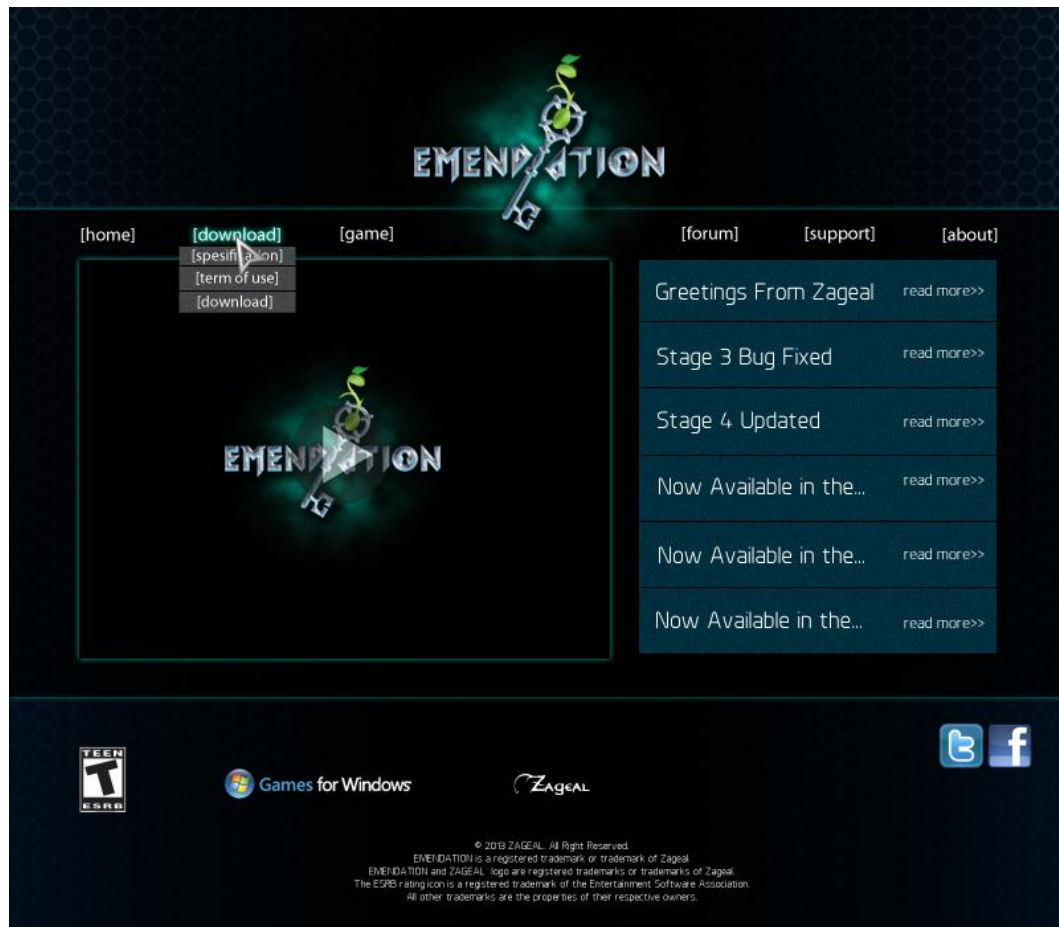 EMENDATION
[home] [download] [game] [forum] [support] [about]
[spesification]
[term of use]
[download]
EMENDATION
Greetings From Zageal read more>>
Stage 3 Bug Fixed read more>>
Stage 4 Updated read more>>
Now Available in the... read more>>
Now Available in the... read more>>
Now Available in the... read more>>
TEEN
T
ESRB
Games for Windows
ZAGEAL
© 2013 ZAGEAL. All Right Reserved.
EMENDATION is a registered trademark or trademark of Zageal.
EMENDATION and ZAGEAL logo are registered trademarks or trademarks of Zageal.
The ESRB rating icon is a registered trademark of the Entertainment Software Association.
All other trademarks are the properties of their respective owners.